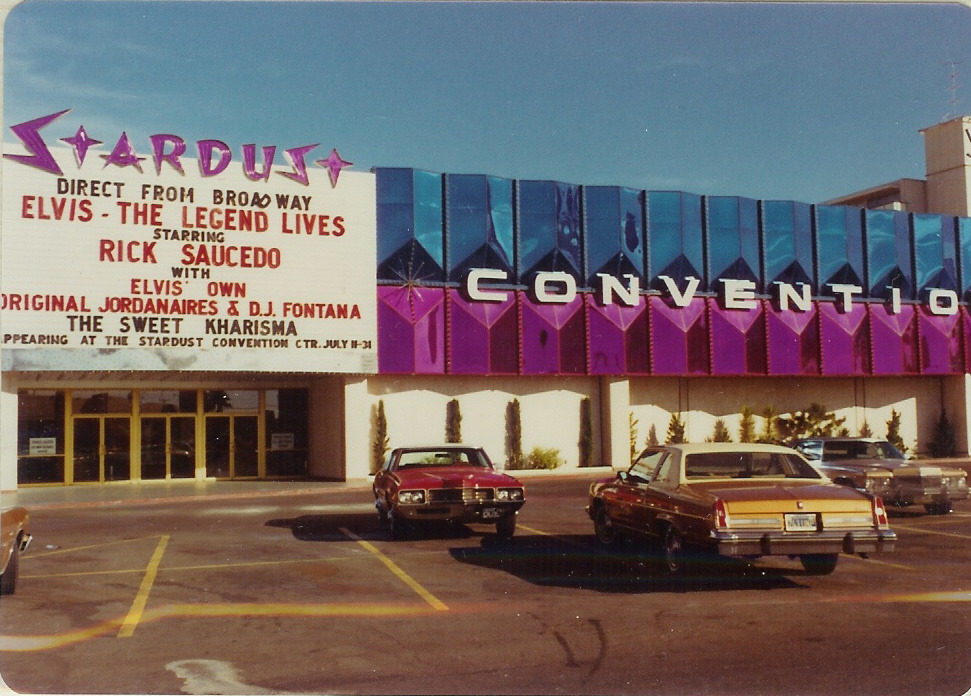 STARDUST
DIRECT FROM BROADWAY
ELVIS - THE LEGEND LIVES
STARRING
RICK SAUCEDO
WITH
ELVIS' OWN
ORIGINAL JORDANAIRES & D.J. FONTANA
THE SWEET KHARISMA
PPEARING AT THE STARDUST CONVENTION CTR. JULY 11-31
CONVENTIO